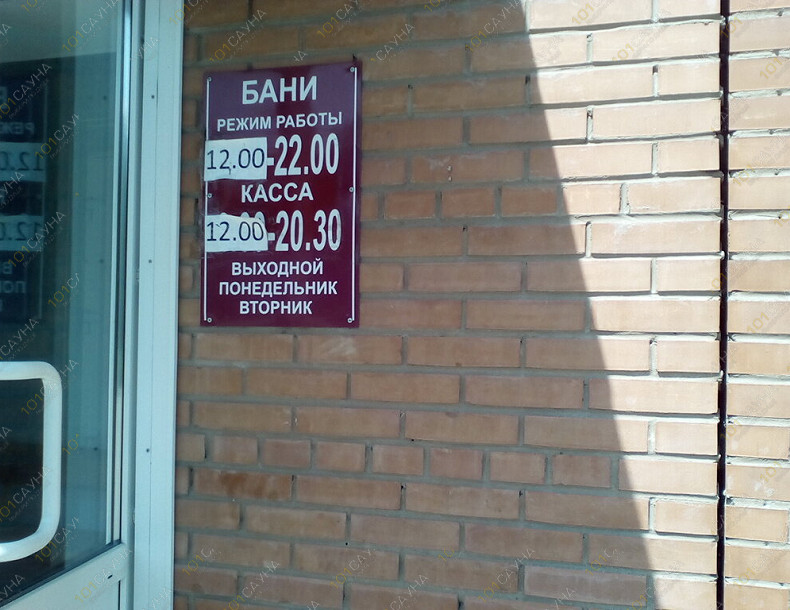 БАНИ
РЕЖИМ РАБОТЫ
12.00-22.00
КАССА
12.00-20.30
ВЫХОДНОЙ
ПОНЕДЕЛЬНИК
ВТОРНИК